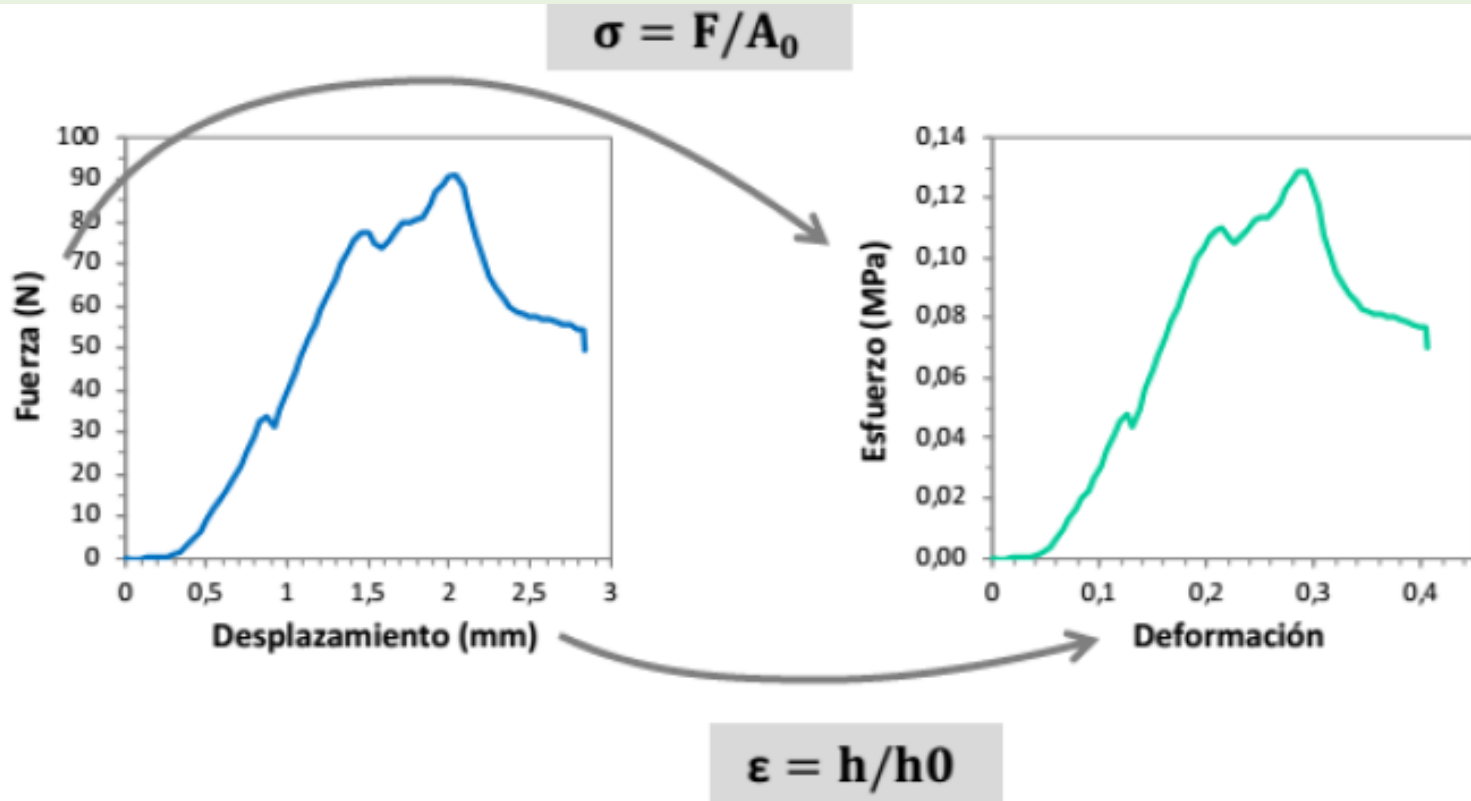 σ = F/A₀
100
90
80
70
60
50
40
30
20
10
0
Fuerza (N)
0 0,5 1 1,5 2 2,5 3
Desplazamiento (mm)
0,14
0,12
0,10
0,08
0,06
0,04
0,02
0,00
Esfuerzo (MPa)
0 0,1 0,2 0,3 0,4
Deformación
ε = h/h0